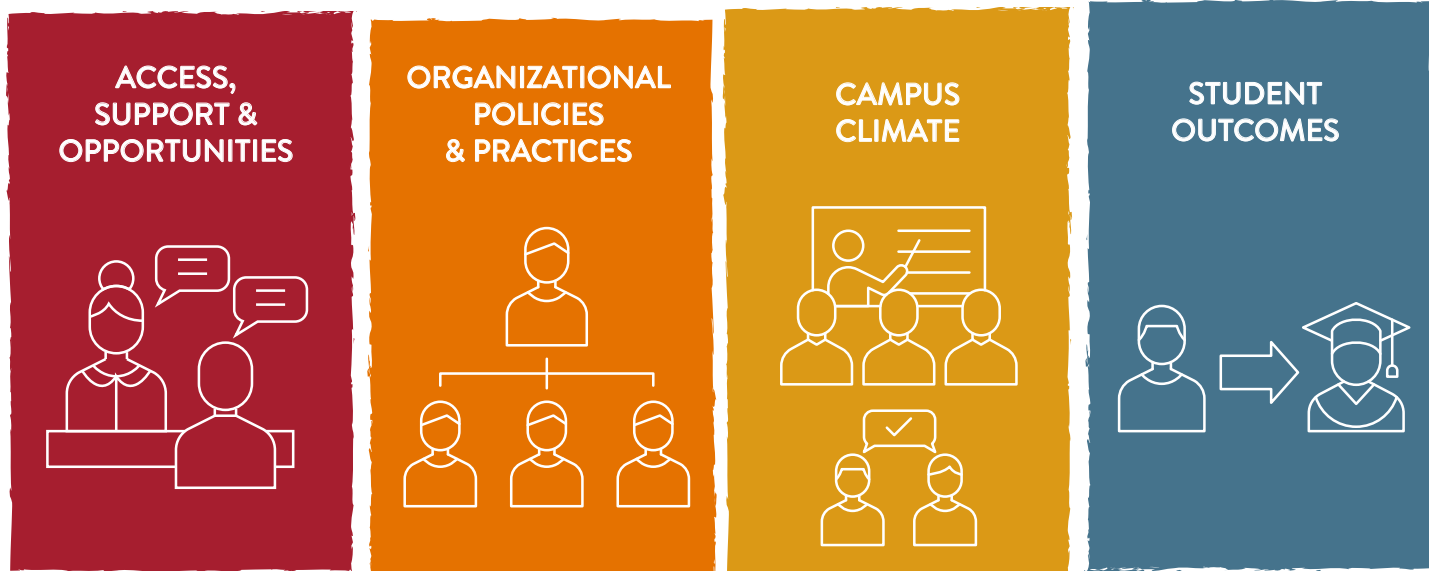 ACCESS,
SUPPORT &
OPPORTUNITIES
ORGANIZATIONAL
POLICIES
& PRACTICES
CAMPUS
CLIMATE
STUDENT
OUTCOMES